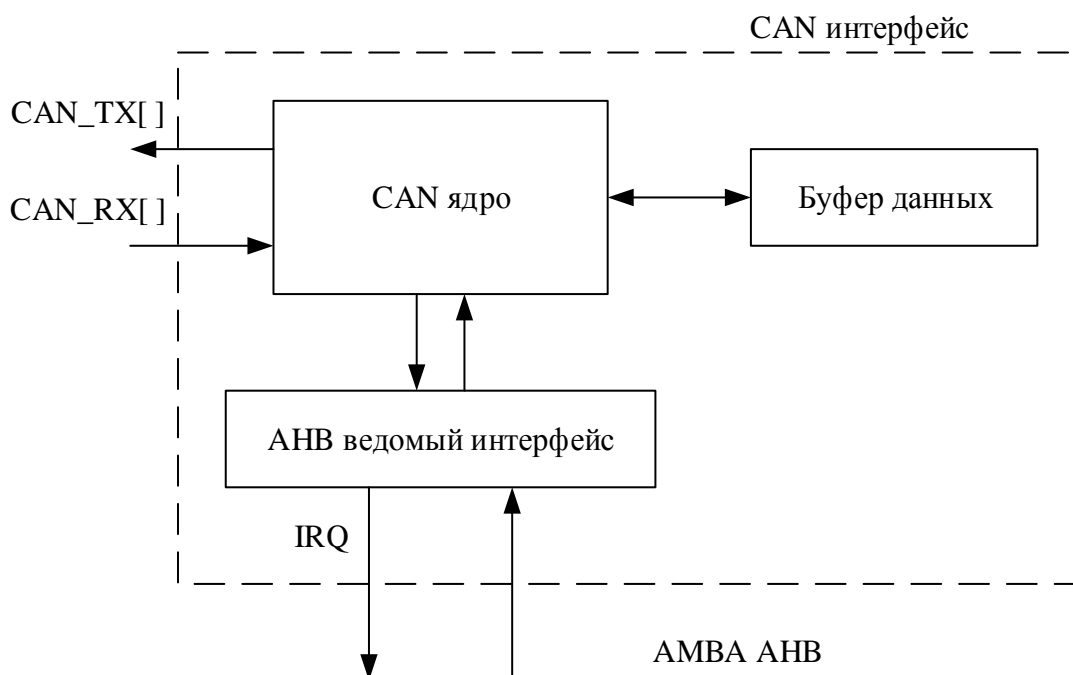 CAN интерфейс
CAN_TX[ ]
CAN_RX[ ]
CAN ядро
Буфер данных
AHB ведомый интерфейс
IRQ
AMBA AHB